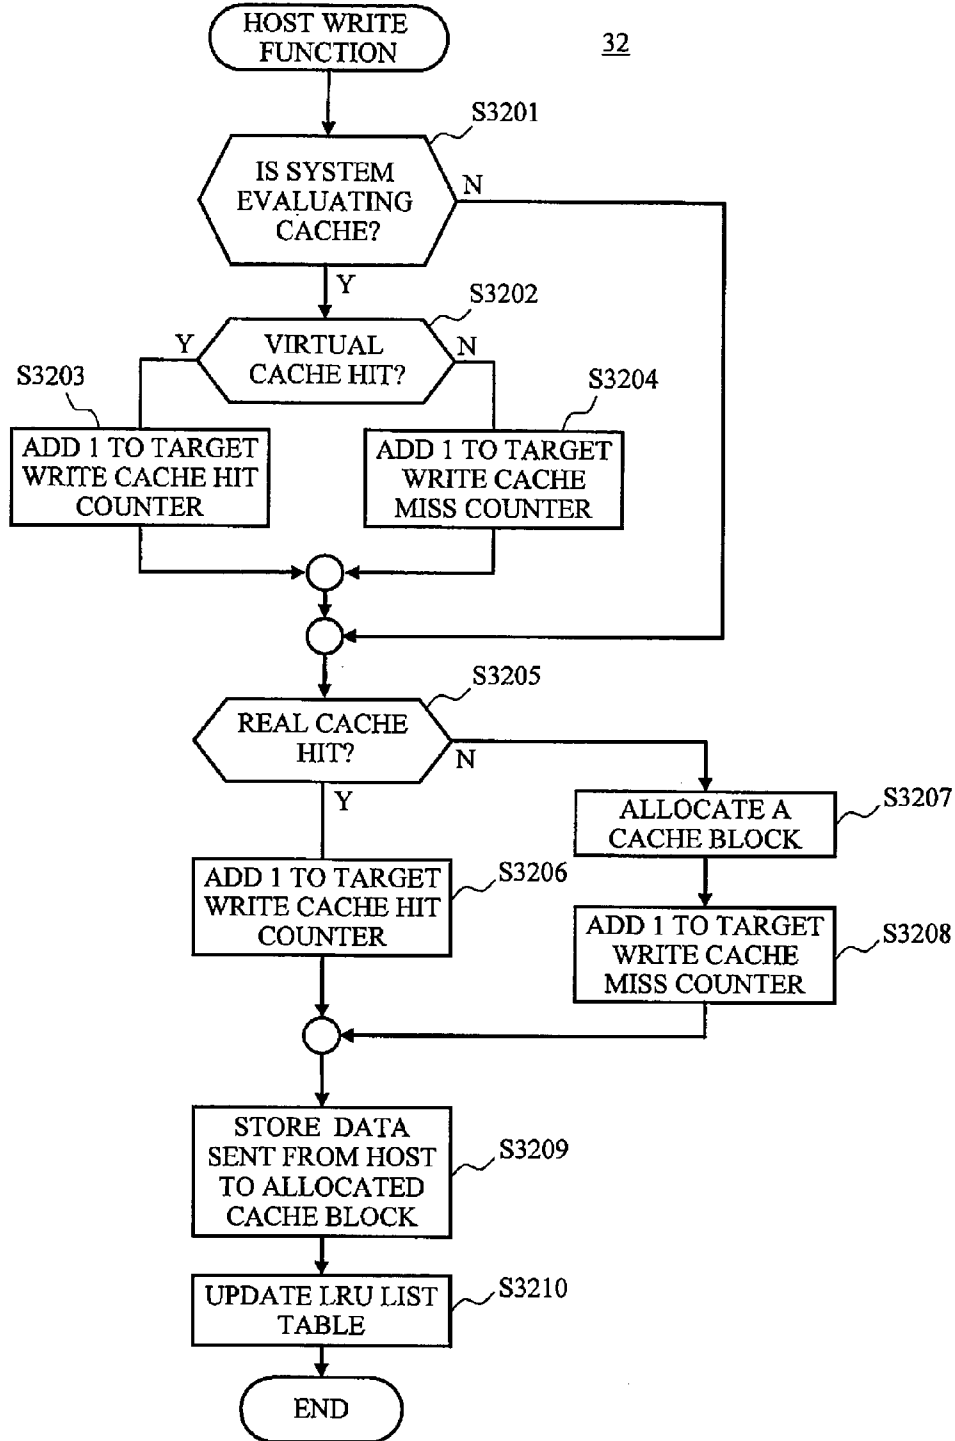 HOST WRITE
FUNCTION
32
S3201
IS SYSTEM
EVALUATING
CACHE?
N
Y
S3202
Y
VIRTUAL
CACHE HIT?
N
S3203
S3204
ADD 1 TO TARGET
WRITE CACHE HIT
COUNTER
ADD 1 TO TARGET
WRITE CACHE
MISS COUNTER
S3205
REAL CACHE
HIT?
N
Y
S3207
ALLOCATE A
CACHE BLOCK
S3206
ADD 1 TO TARGET
WRITE CACHE HIT
COUNTER
S3208
ADD 1 TO TARGET
WRITE CACHE
MISS COUNTER
STORE DATA
SENT FROM HOST
TO ALLOCATED
CACHE BLOCK
S3209
UPDATE LRU LIST
TABLE
S3210
END